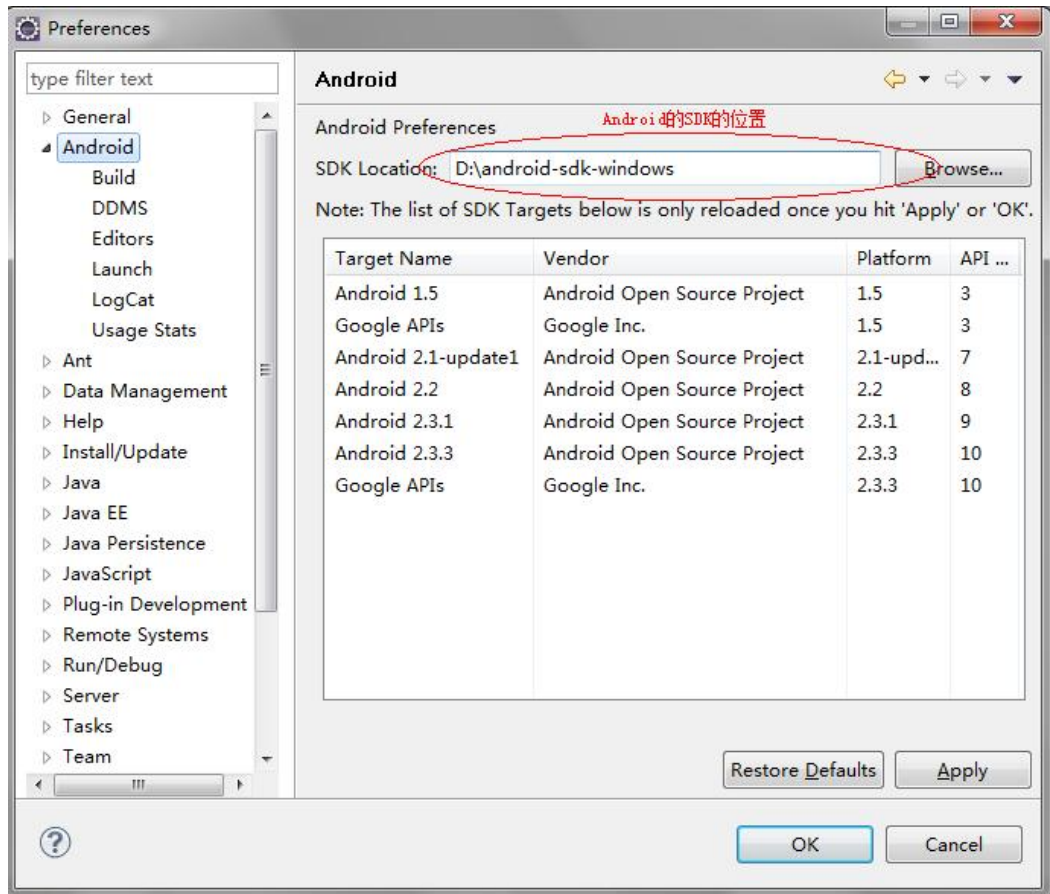 Preferences
type filter text
General
Android
Build
DDMS
Editors
Launch
LogCat
Usage Stats
Ant
Data Management
Help
Install/Update
Java
Java EE
Java Persistence
JavaScript
Plug-in Development
Remote Systems
Run/Debug
Server
Tasks
Team
Android
Android的SDK的位置
Android Preferences
SDK Location: D:\android-sdk-windows Browse...
Note: The list of SDK Targets below is only reloaded once you hit 'Apply' or 'OK'.
Target Name Vendor Platform API ...
Android 1.5 Android Open Source Project 1.5 3
Google APIs Google Inc. 1.5 3
Android 2.1-update1 Android Open Source Project 2.1-upd... 7
Android 2.2 Android Open Source Project 2.2 8
Android 2.3.1 Android Open Source Project 2.3.1 9
Android 2.3.3 Android Open Source Project 2.3.3 10
Google APIs Google Inc. 2.3.3 10
Restore Defaults Apply
OK Cancel